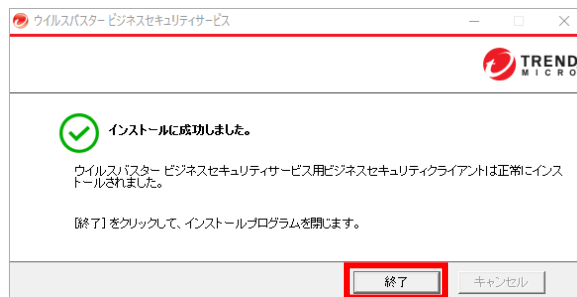 ウイルスバスター ビジネスセキュリティサービス
TREND
MICRO
インストールに成功しました。
ウイルスバスター ビジネスセキュリティサービス用ビジネスセキュリティクライアントは正常にインス
トールされました。
[終了] をクリックして、インストールプログラムを閉じます。
終了
キャンセル